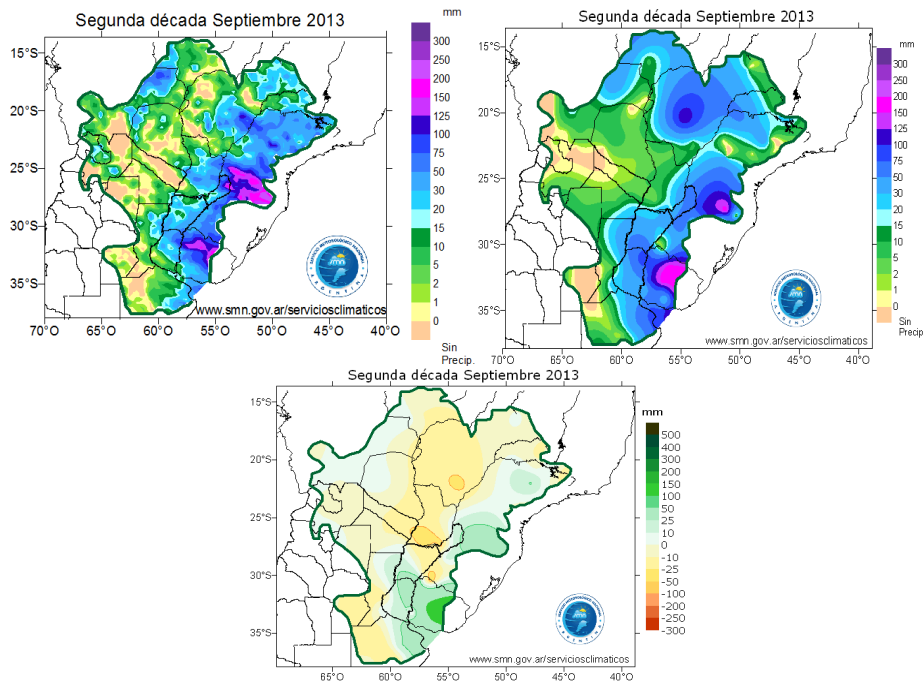 Segunda década Septiembre 2013
mm
15°S
20°S
25°S
30°S
35°S
300
250
200
150
125
100
75
50
30
20
15
10
5
2
1
0
Sin
Precip.
www.smn.gov.ar/serviciosclimaticos
70°O 65°O 60°O 55°O 50°O 45°O 40°O
Segunda década Septiembre 2013
mm
15°S
20°S
25°S
30°S
35°S
300
250
200
150
125
100
75
50
30
20
15
10
5
2
1
0
Sin
Precip
www.smn.gov.ar/serviciosclimaticos
70°O 65°O 60°O 55°O 50°O 45°O 40°O
Segunda década Septiembre 2013
mm
15°S
20°S
25°S
30°S
35°S
500
400
300
200
150
100
50
25
10
0
-10
-25
-50
-100
-200
-300
www.smn.gov.ar/serviciosclimaticos
65°O 60°O 55°O 50°O 45°O 40°O